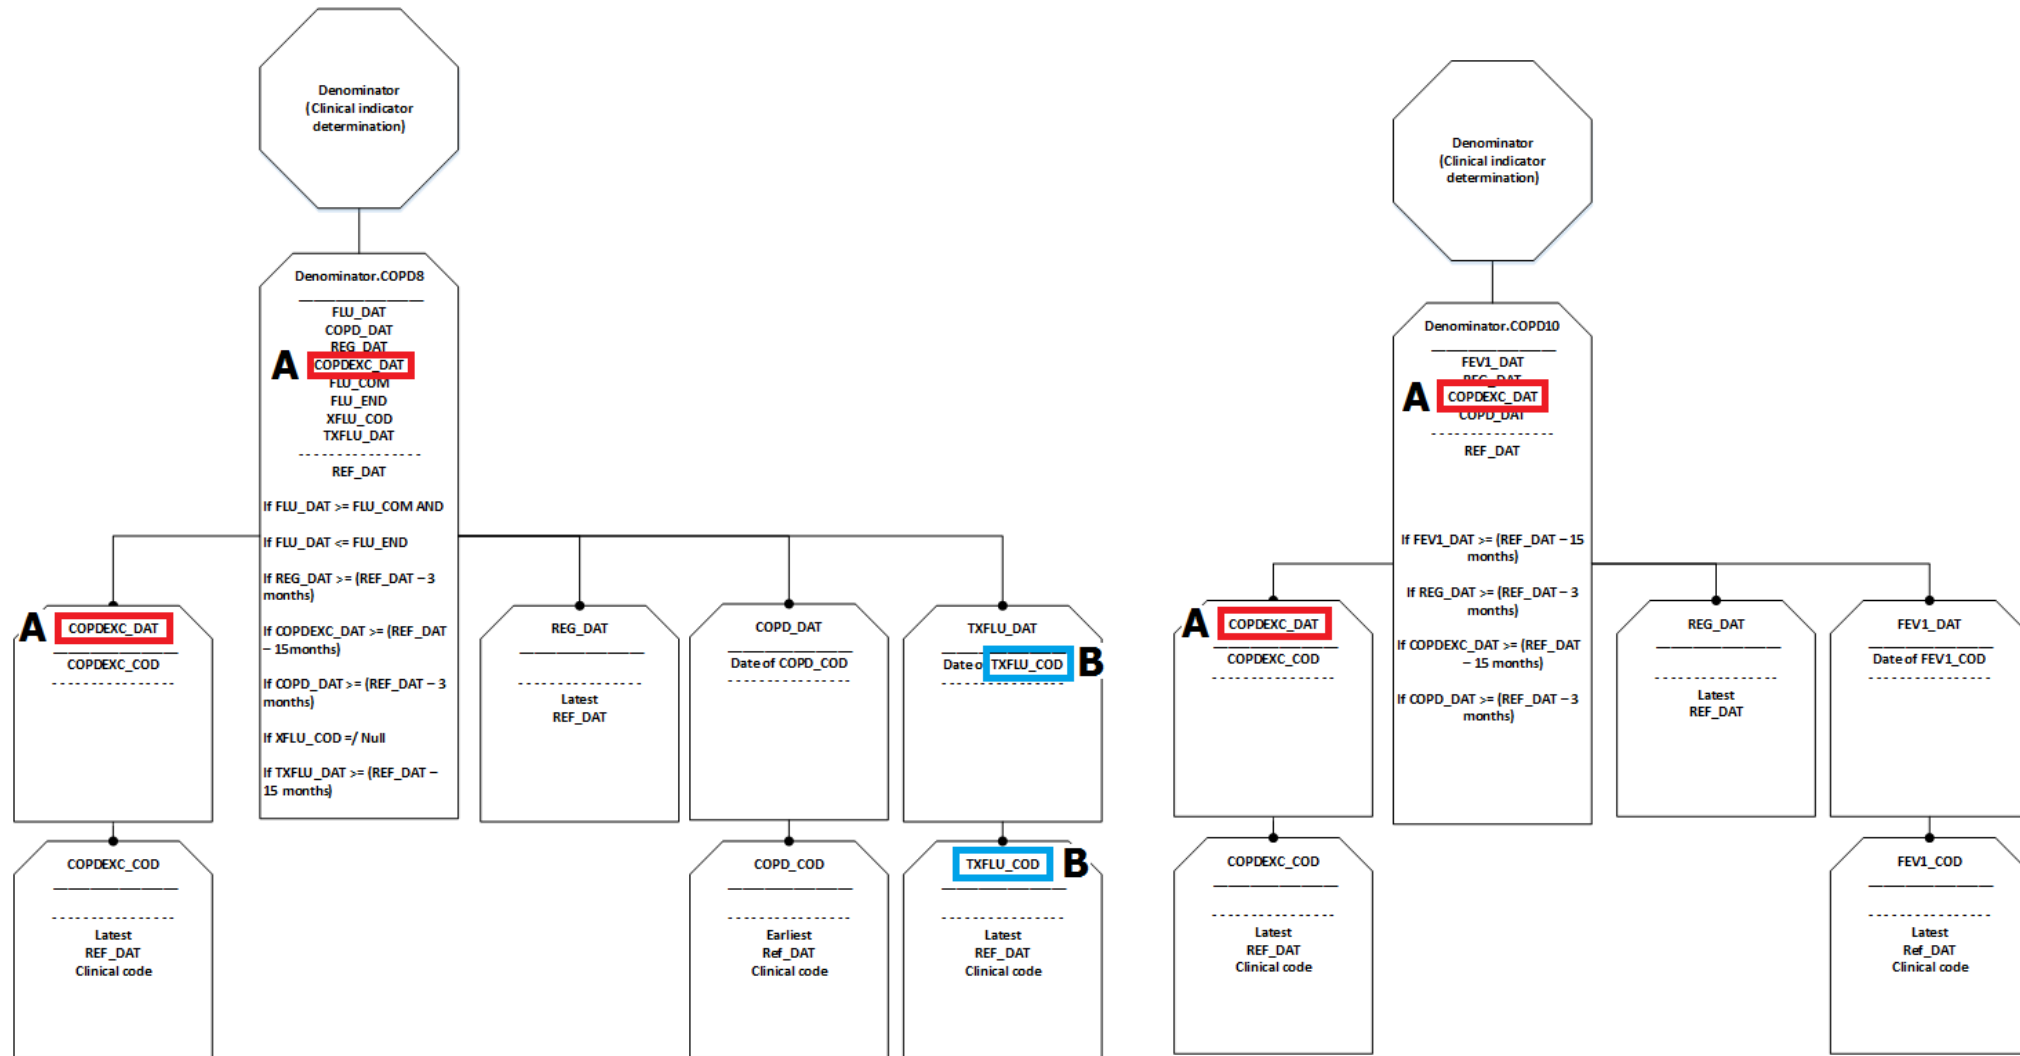 Denominator
(Clinical indicator
determination)
Denominator.COPD8
FLU_DAT
COPD_DAT
REG_DAT
A
COPDEXC_DAT
FLU_COM
FLU_END
XFLU_COD
TXFLU_DAT
REF_DAT
If FLU_DAT >= FLU_COM AND
If FLU_DAT <= FLU_END
If REG_DAT >= (REF_DAT – 3
months)
If COPDEXC_DAT >= (REF_DAT
– 15months)
If COPD_DAT >= (REF_DAT – 3
months)
If XFLU_COD =/ Null
If TXFLU_DAT >= (REF_DAT –
15 months)
A
COPDEXC_DAT
COPDEXC_COD
COPDEXC_COD
Latest
REF_DAT
Clinical code
REG_DAT
Latest
REF_DAT
COPD_DAT
Date of COPD_COD
COPD_COD
Earliest
Ref_DAT
Clinical code
TXFLU_DAT
Date o TXFLU_COD
B
TXFLU_COD
B
Latest
REF_DAT
Clinical code
Denominator
(Clinical indicator
determination)
Denominator.COPD10
FEV1_DAT
REG_DAT
A
COPDEXC_DAT
COPD_DAT
REF_DAT
If FEV1_DAT >= (REF_DAT – 15
months)
If REG_DAT >= (REF_DAT – 3
months)
If COPDEXC_DAT >= (REF_DAT
– 15 months)
If COPD_DAT >= (REF_DAT – 3
months)
A
COPDEXC_DAT
COPDEXC_COD
COPDEXC_COD
Latest
REF_DAT
Clinical code
REG_DAT
Latest
REF_DAT
FEV1_DAT
Date of FEV1_COD
FEV1_COD
Latest
Ref_DAT
Clinical code